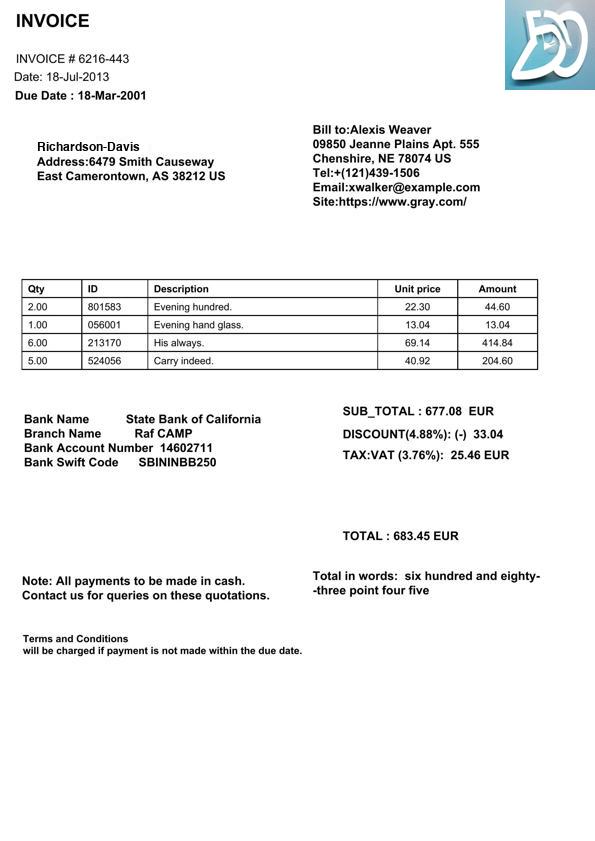 INVOICE
INVOICE # 6216-443
Date: 18-Jul-2013
Due Date : 18-Mar-2001
Richardson-Davis
Address:6479 Smith Causeway
East Camerontown, AS 38212 US
Bill to:Alexis Weaver
09850 Jeanne Plains Apt. 555
Chenshire, NE 78074 US
Tel:+(121)439-1506
Email:xwalker@example.com
Site:https://www.gray.com/
Qty ID Description Unit price Amount
2.00 801583 Evening hundred. 22.30 44.60
1.00 056001 Evening hand glass. 13.04 13.04
6.00 213170 His always. 69.14 414.84
5.00 524056 Carry indeed. 40.92 204.60
Bank Name State Bank of California
Branch Name Raf CAMP
Bank Account Number 14602711
Bank Swift Code SBININBB250
SUB_TOTAL : 677.08 EUR
DISCOUNT(4.88%): (-) 33.04
TAX:VAT (3.76%): 25.46 EUR
TOTAL : 683.45 EUR
Total in words: six hundred and eighty-
-three point four five
Note: All payments to be made in cash.
Contact us for queries on these quotations.
Terms and Conditions
will be charged if payment is not made within the due date.